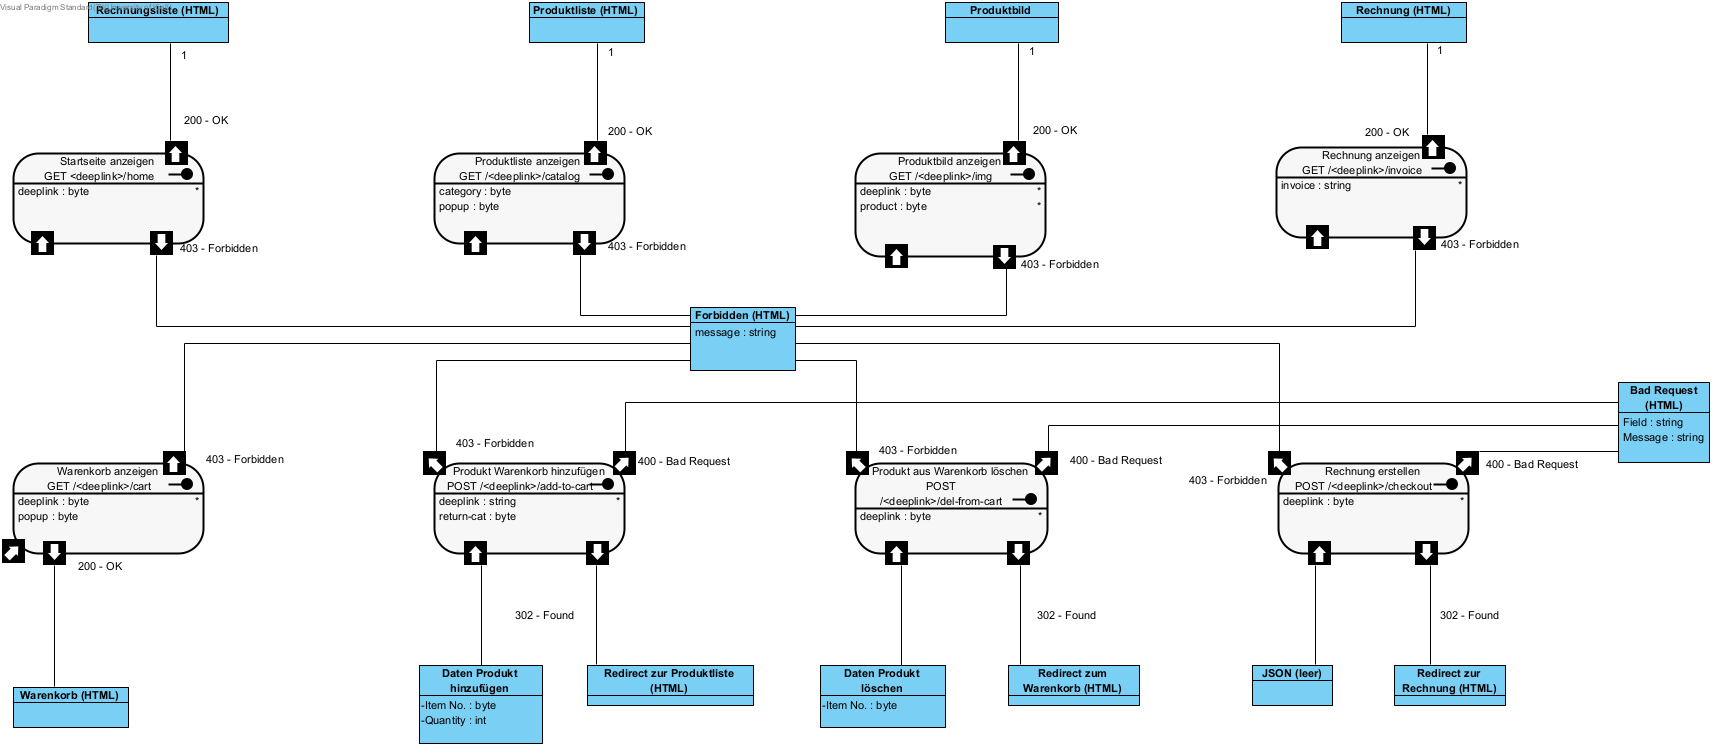 Visual Paradigm Standard
Rechnungsliste (HTML)
Produktliste (HTML)
Produktbild
Rechnung (HTML)
1
1
1
1
200 - OK
200 - OK
200 - OK
200 - OK
Startseite anzeigen
GET <deeplink>/home
deeplink : byte
*
403 - Forbidden
Produktliste anzeigen
GET /<deeplink>/catalog
category : byte
popup : byte
403 - Forbidden
Produktbild anzeigen
GET /<deeplink>/img
deeplink : byte
*
product : byte
*
403 - Forbidden
Rechnung anzeigen
GET /<deeplink>/invoice
invoice : string
*
403 - Forbidden
Forbidden (HTML)
message : string
Bad Request
(HTML)
Field : string
Message : string
403 - Forbidden
Warenkorb anzeigen
GET /<deeplink>/cart
deeplink : byte
*
popup : byte
200 - OK
403 - Forbidden
400 - Bad Request
Produkt Warenkorb hinzufügen
POST /<deeplink>/add-to-cart
deeplink : string
*
return-cat : byte
302 - Found
403 - Forbidden
400 - Bad Request
Produkt aus Warenkorb löschen
POST
/<deeplink>/del-from-cart
deeplink : byte
*
302 - Found
403 - Forbidden
400 - Bad Request
Rechnung erstellen
POST /<deeplink>/checkout
deeplink : byte
*
302 - Found
Warenkorb (HTML)
Daten Produkt
hinzufügen
-Item No. : byte
-Quantity : int
Redirect zur Produktliste
(HTML)
Daten Produkt
löschen
-Item No. : byte
Redirect zum
Warenkorb (HTML)
JSON (leer)
Redirect zur
Rechnung (HTML)